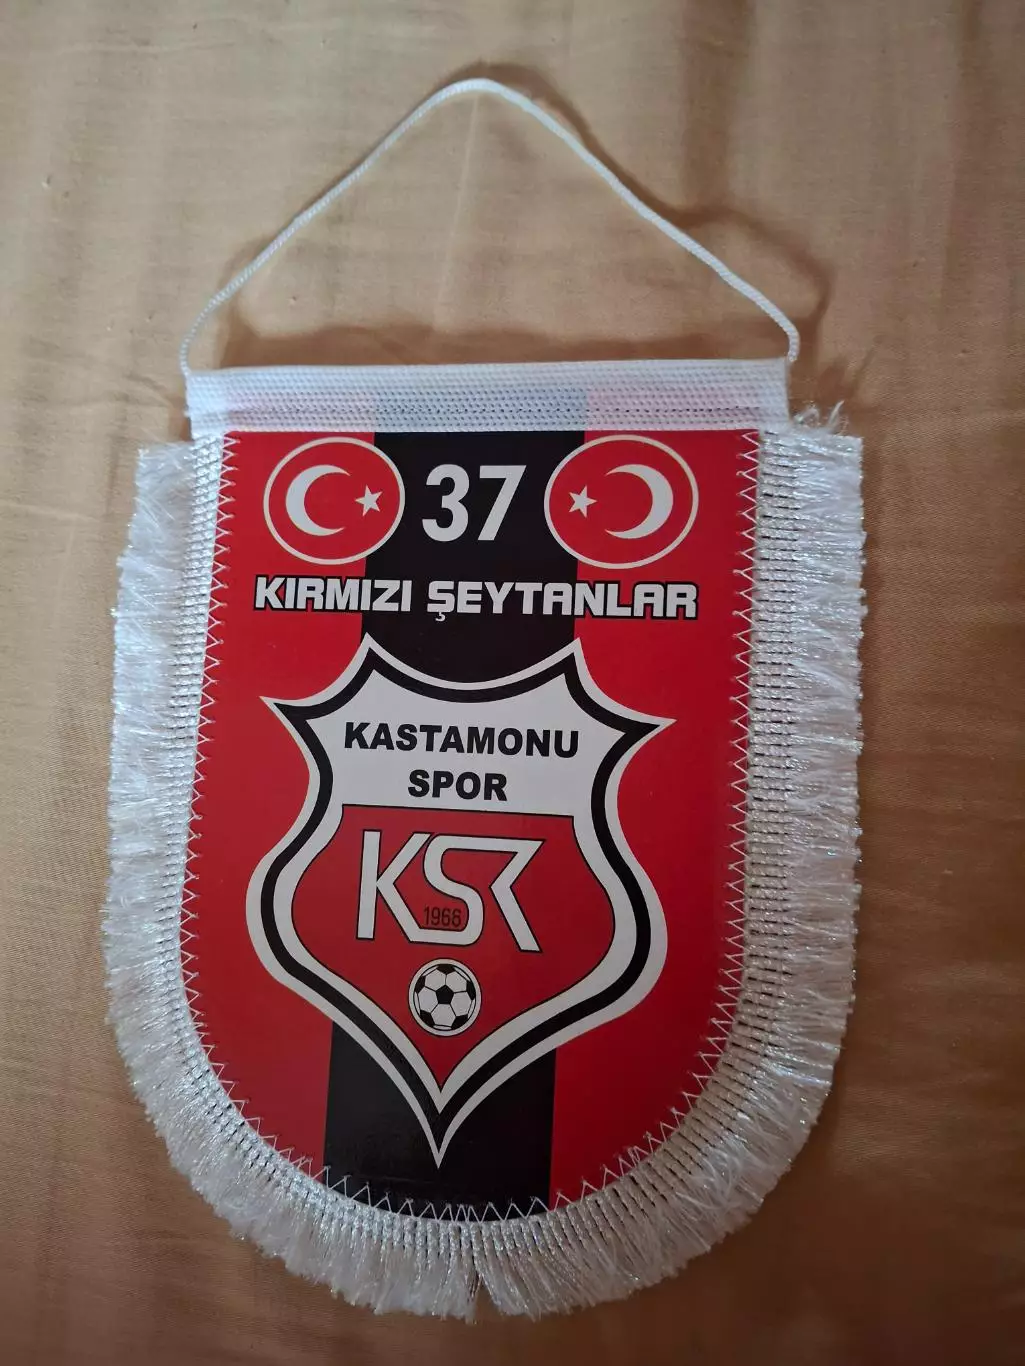 37
KIRMIZI ŞEYTANLAR
KASTAMONU
SPOR
KSK
1966